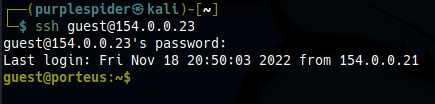 ┌──(purplespider㉿kali)-[~]
└─$ ssh guest@154.0.0.23
guest@154.0.0.23's password:
Last login: Fri Nov 18 20:50:03 2022 from 154.0.0.21
guest@porteus:~$